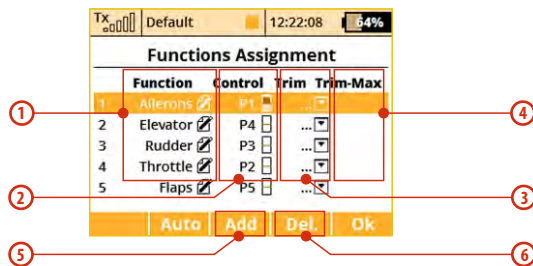 Tx Default 12:22:08 64%
Functions Assignment
Function Control Trim Trim-Max
1 Ailerons P1 ...
2 Elevator P4 ...
3 Rudder P3 ...
4 Throttle P2 ...
5 Flaps P5 ...
Auto Add Del. Ok
1
2
3
4
5
6